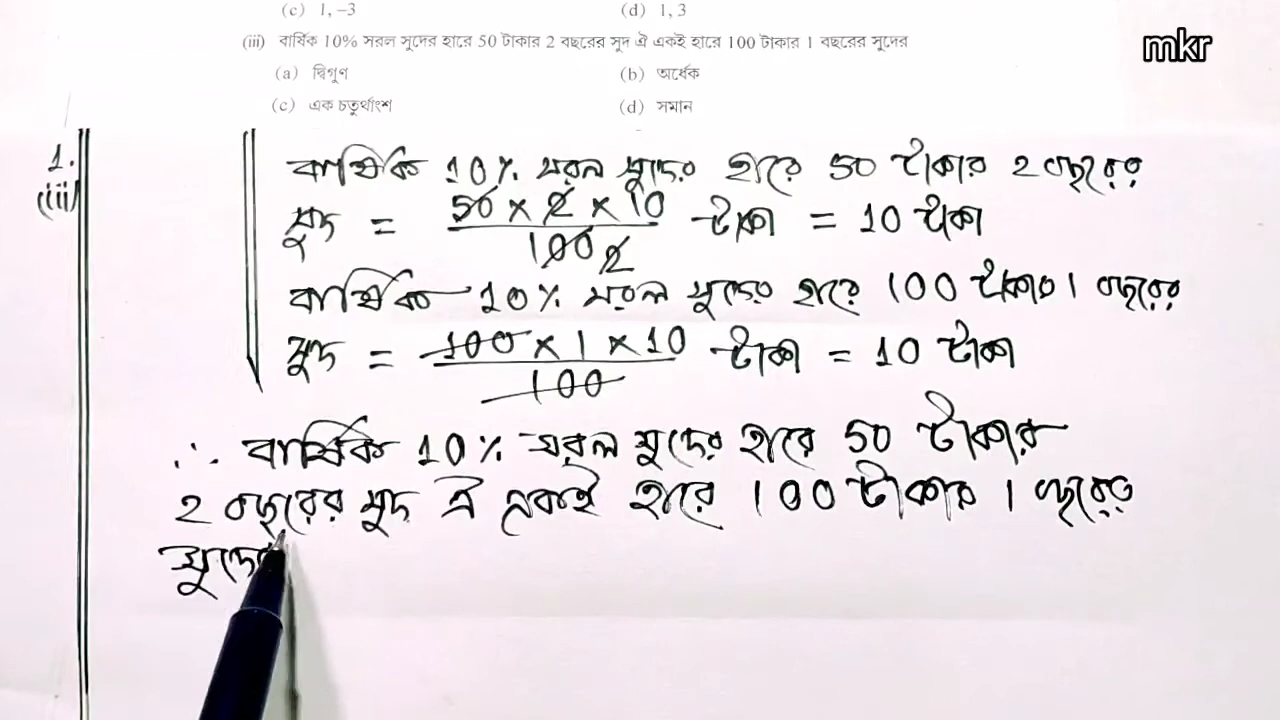 (c) 1, −3 (d) 1, 3
mkr
(iii) বার্ষিক 10% সরল সুদের হারে 50 টাকার 2 বছরের সুদ ঐ একই হারে 100 টাকার 1 বছরের সুদের
(a) দ্বিগুণ (b) অর্ধেক
(c) এক চতুর্থাংশ (d) সমান
1. বার্ষিক 10% সরল সুদের হারে 50 টাকার 2 বছরের
(iii)
সুদ = 50 × 2 × 10 টাকা = 10 টাকা
100 2
বার্ষিক 10% সরল সুদের হারে 100 টাকার 1 বছরের
সুদ = 100 × 1 × 10 টাকা = 10 টাকা
100
∴ বার্ষিক 10% সরল সুদের হারে 50 টাকার
2 বছরের সুদ ঐ একই হারে 100 টাকার 1 বছরের
সুদের